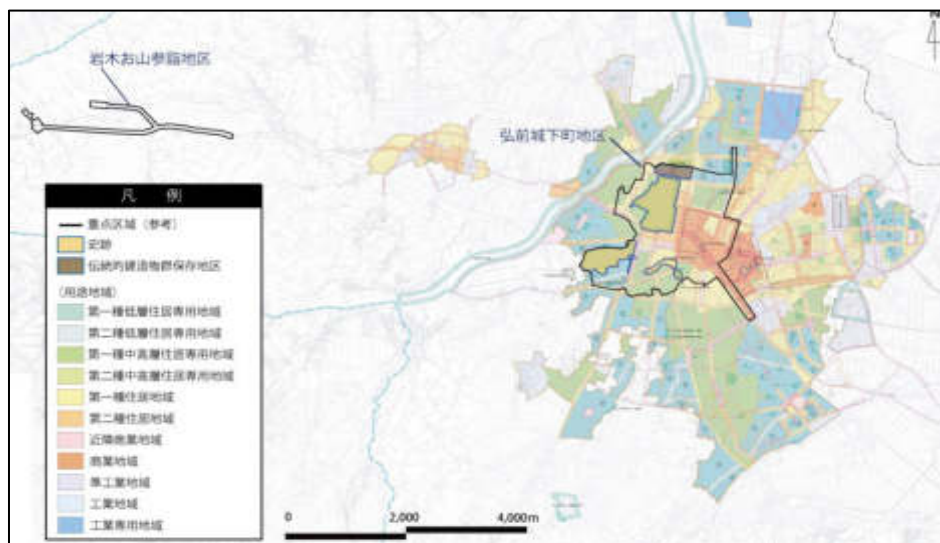 岩木お山参詣地区
弘前城下町地区
凡 例
重点区域（参考）
史跡
伝統的建造物群保存地区
(用途地域)
第一種低層住居専用地域
第二種低層住居専用地域
第一種中高層住居専用地域
第二種中高層住居専用地域
第一種住居地域
第二種住居地域
近隣商業地域
商業地域
準工業地域
工業地域
工業専用地域
0 2,000 4,000m